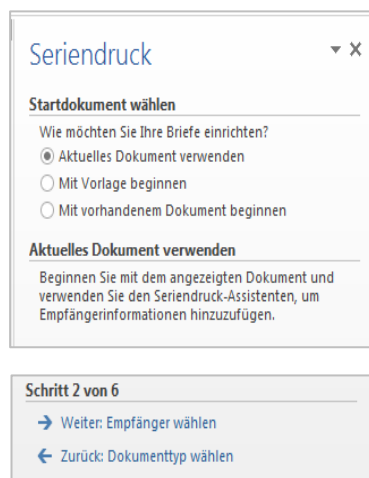 Seriendruck
Startdokument wählen
Wie möchten Sie Ihre Briefe einrichten?
Aktuelles Dokument verwenden
Mit Vorlage beginnen
Mit vorhandenem Dokument beginnen
Aktuelles Dokument verwenden
Beginnen Sie mit dem angezeigten Dokument und
verwenden Sie den Seriendruck-Assistenten, um
Empfängerinformationen hinzuzufügen.
Schritt 2 von 6
Weiter: Empfänger wählen
Zurück: Dokumenttyp wählen